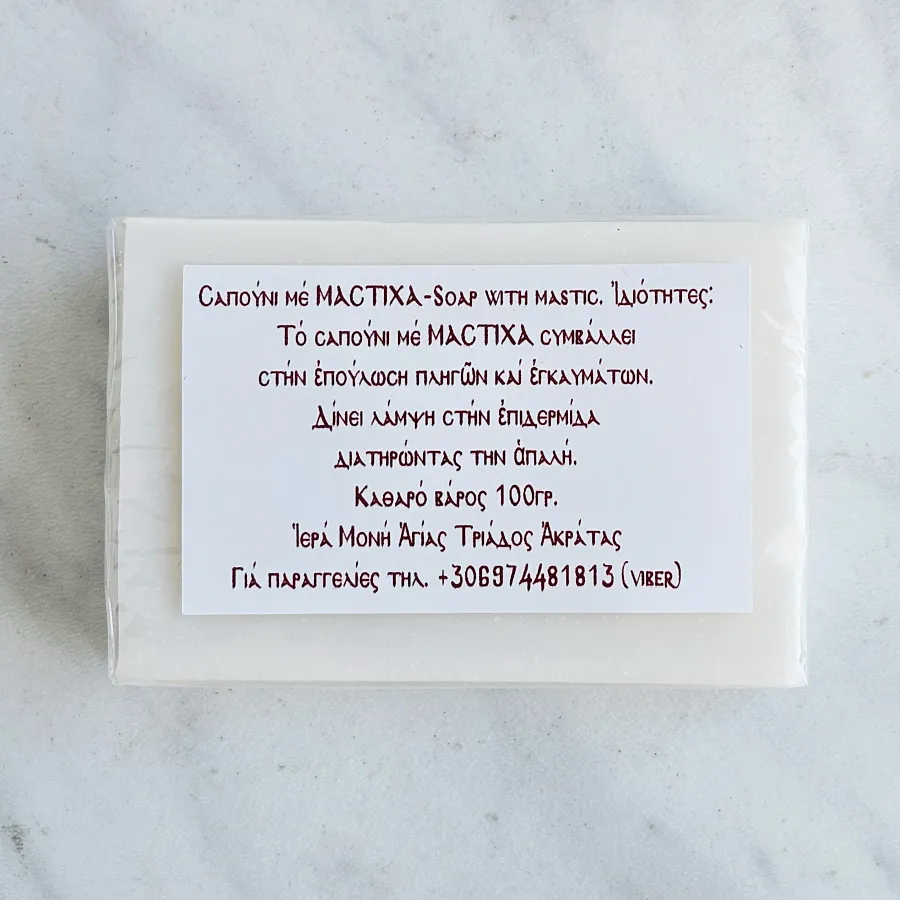 Σαπούνι μέ ΜΑΣΤΙΧΑ-Soap with mastic. Ἰδιότητες:
Τό σαπούνι μέ ΜΑΣΤΙΧΑ συμβάλλει
στήν ἐπούλωση πληγῶν καί ἐγκαυμάτων.
Δίνει λάμψη στήν ἐπιδερμίδα
διατηρώντας την ἁπαλή.
Καθαρό βάρος 100γρ.
Ἱερά Μονή Ἁγίας Τριάδος Ἀκράτας
Γιά παραγγελίες τηλ. +306974481813 (viber)